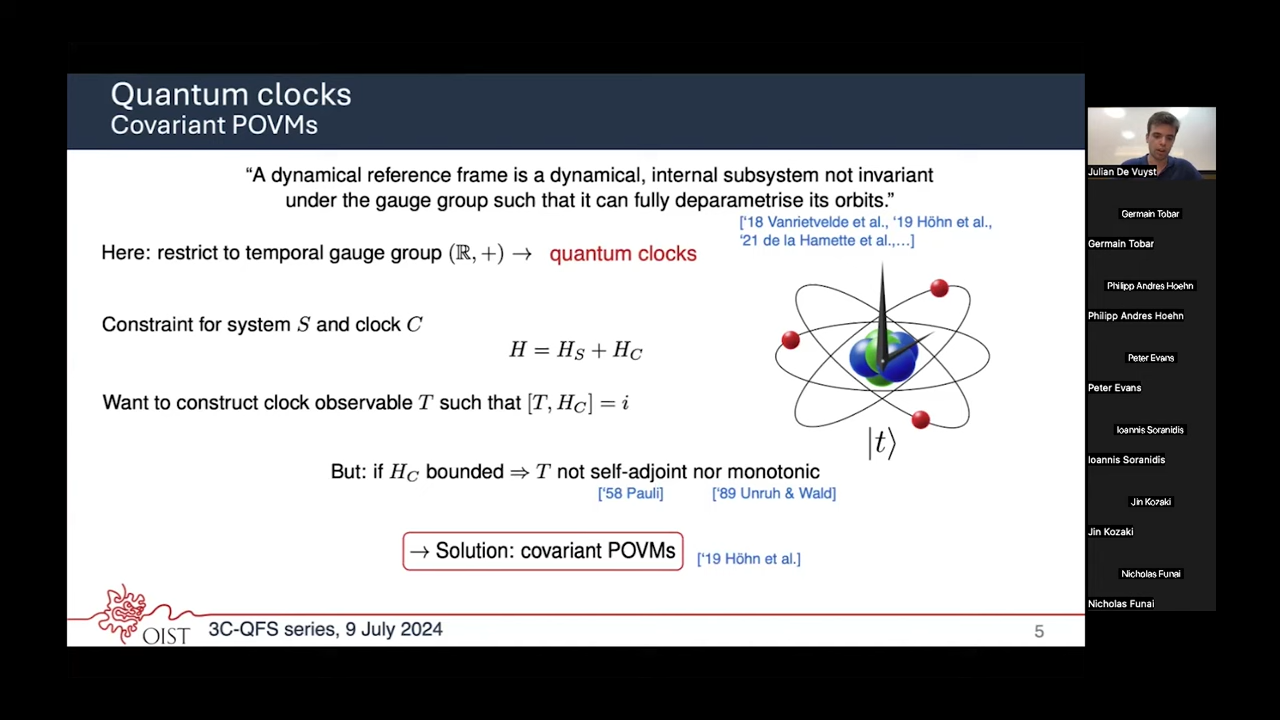 Quantum clocks
Covariant POVMs
“A dynamical reference frame is a dynamical, internal subsystem not invariant
under the gauge group such that it can fully deparametrise its orbits.”
[‘18 Vanrietvelde et al., ‘19 Höhn et al.,
‘21 de la Hamette et al.,…]
Here: restrict to temporal gauge group (ℝ, +) → quantum clocks
Constraint for system S and clock C
H = H_S + H_C
Want to construct clock observable T such that [T, H_C] = i
|t⟩
But: if H_C bounded ⇒ T not self-adjoint nor monotonic
[‘58 Pauli] [‘89 Unruh & Wald]
→ Solution: covariant POVMs
[‘19 Höhn et al.]
OIST
3C-QFS series, 9 July 2024
5
Julian De Vuyst
Germain Tobar
Germain Tobar
Philipp Andres Hoehn
Philipp Andres Hoehn
Peter Evans
Peter Evans
Ioannis Soranidis
Ioannis Soranidis
Jin Kozaki
Jin Kozaki
Nicholas Funai
Nicholas Funai